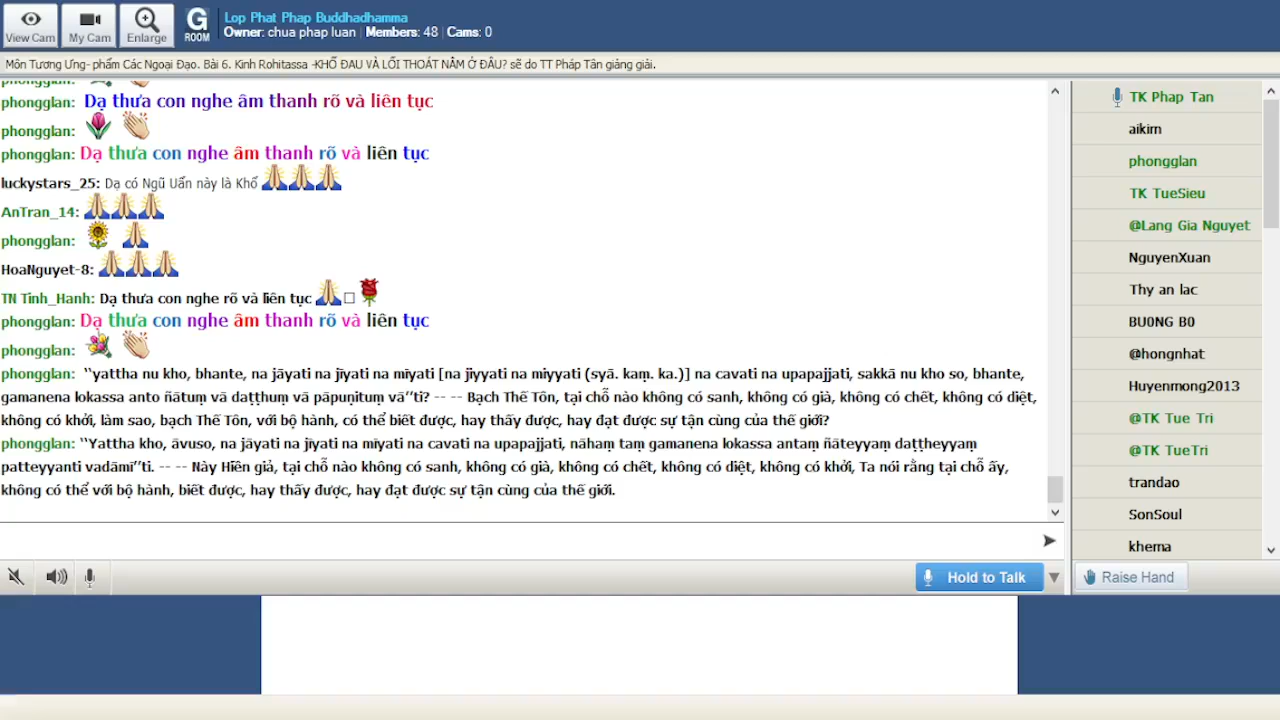 View Cam
My Cam
Enlarge
G
ROOM
Lop Phat Phap Buddhadhamma
Owner: chua phap luan | Members: 48 | Cams: 0
Môn Tương Ưng- phẩm Các Ngoại Đạo. Bài 6. Kinh Rohitassa -KHỔ ĐAU VÀ LỐI THOÁT NẰM Ở ĐÂU? sẽ do TT Pháp Tân giảng giải.
phongglan:
phongglan: Dạ thưa con nghe âm thanh rõ và liên tục
phongglan:
phongglan: Dạ thưa con nghe âm thanh rõ và liên tục
luckystars_25: Dạ có Ngũ Uẩn này là Khổ
AnTran_14:
phongglan:
HoaNguyet-8:
TN Tinh_Hanh: Dạ thưa con nghe rõ và liên tục
phongglan: Dạ thưa con nghe âm thanh rõ và liên tục
phongglan:
phongglan: ‘‘yattha nu kho, bhante, na jāyati na jīyati na mīyati [na jīyyati na miyyati (syā. kaṃ. ka.)] na cavati na upapajjati, sakkā nu kho so, bhante,
gamanena lokassa anto ñātuṃ vā daṭṭhuṃ vā pāpuṇituṃ vā’’ti? -- -- Bạch Thế Tôn, tại chỗ nào không có sanh, không có già, không có chết, không có diệt,
không có khởi, làm sao, bạch Thế Tôn, với bộ hành, có thể biết được, hay thấy được, hay đạt được sự tận cùng của thế giới?
phongglan: ‘‘Yattha kho, āvuso, na jāyati na jīyati na mīyati na cavati na upapajjati, nāhaṃ taṃ gamanena lokassa antaṃ ñāteyyaṃ daṭṭheyyaṃ
patteyyanti vadāmī’’ti. -- -- Này Hiền giả, tại chỗ nào không có sanh, không có già, không có chết, không có diệt, không có khởi, Ta nói rằng tại chỗ ấy,
không có thể với bộ hành, biết được, hay thấy được, hay đạt được sự tận cùng của thế giới.
Hold to Talk
TK Phap Tan
aikim
phongglan
TK TueSieu
@Lang Gia Nguyet
NguyenXuan
Thy an lac
BU0NG B0
@hongnhat
Huyenmong2013
@TK Tue Tri
@TK TueTri
trandao
SonSoul
khema
Raise Hand